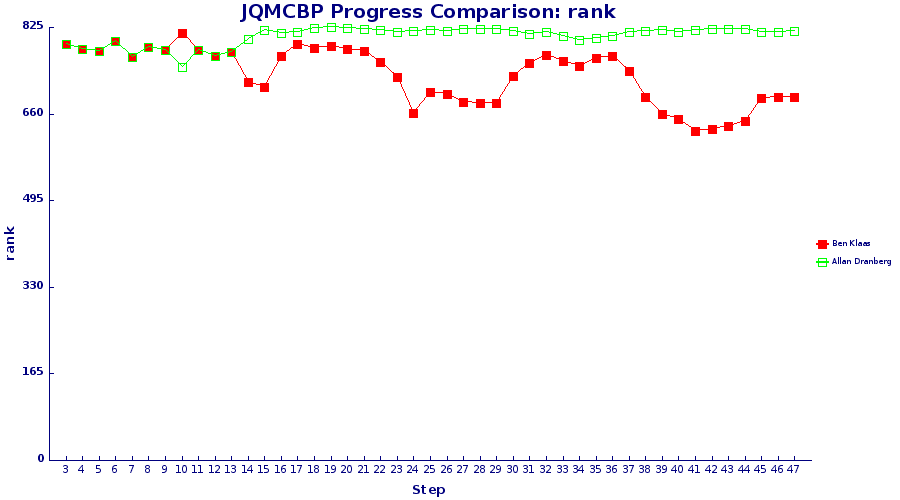 JQMCBP Progress Comparison: rank
825
660
495
330
165
0
rank
3 4 5 6 7 8 9 10 11 12 13 14 15 16 17 18 19 20 21 22 23 24 25 26 27 28 29 30 31 32 33 34 35 36 37 38 39 40 41 42 43 44 45 46 47
Step
Ben Klaas
Allan Dranberg